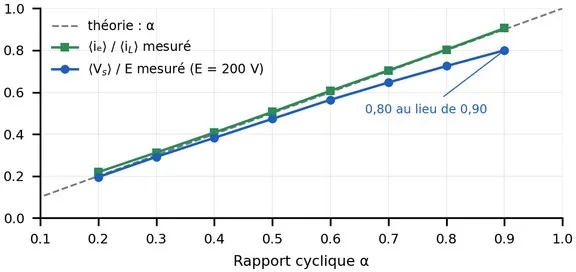 1.0
0.8
0.6
0.4
0.2
0.0
théorie : α
⟨iₑ⟩ / ⟨i_L⟩ mesuré
⟨Vₛ⟩ / E mesuré (E = 200 V)
0,80 au lieu de 0,90
0.1 0.2 0.3 0.4 0.5 0.6 0.7 0.8 0.9 1.0
Rapport cyclique α